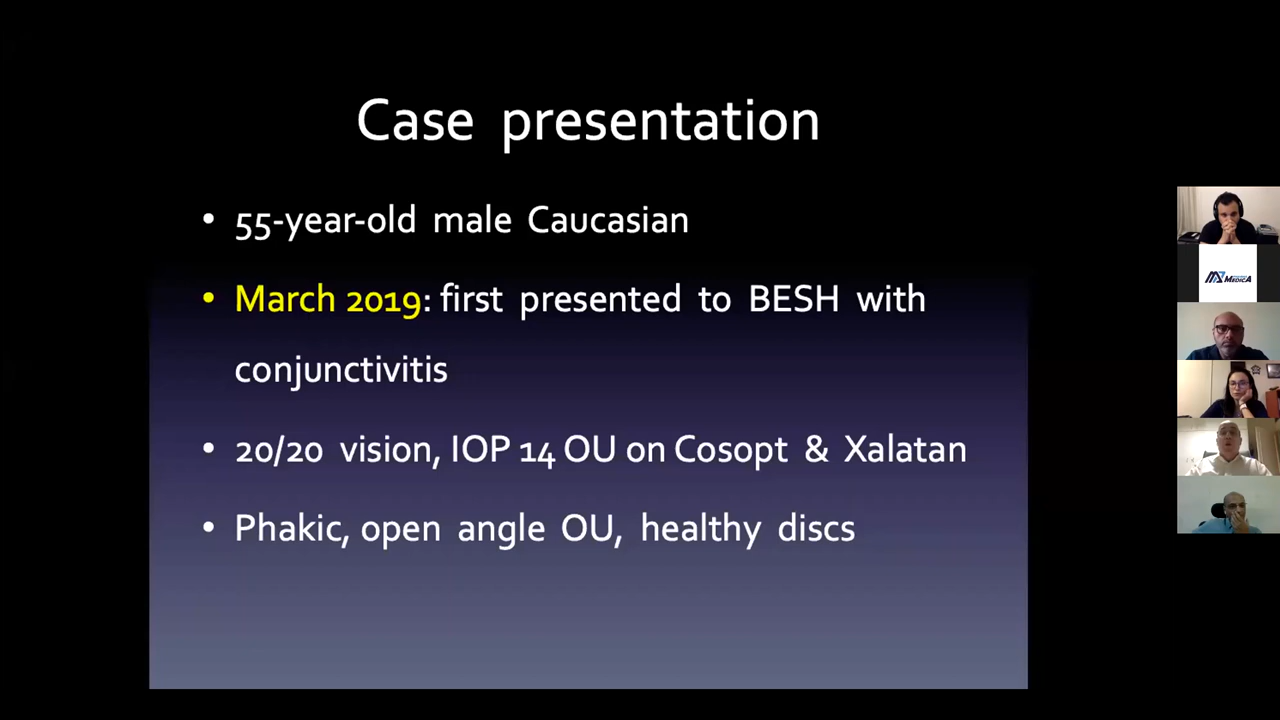 Case presentation
• 55-year-old male Caucasian
• March 2019: first presented to BESH with
conjunctivitis
• 20/20 vision, IOP 14 OU on Cosopt & Xalatan
• Phakic, open angle OU, healthy discs
MEDICA